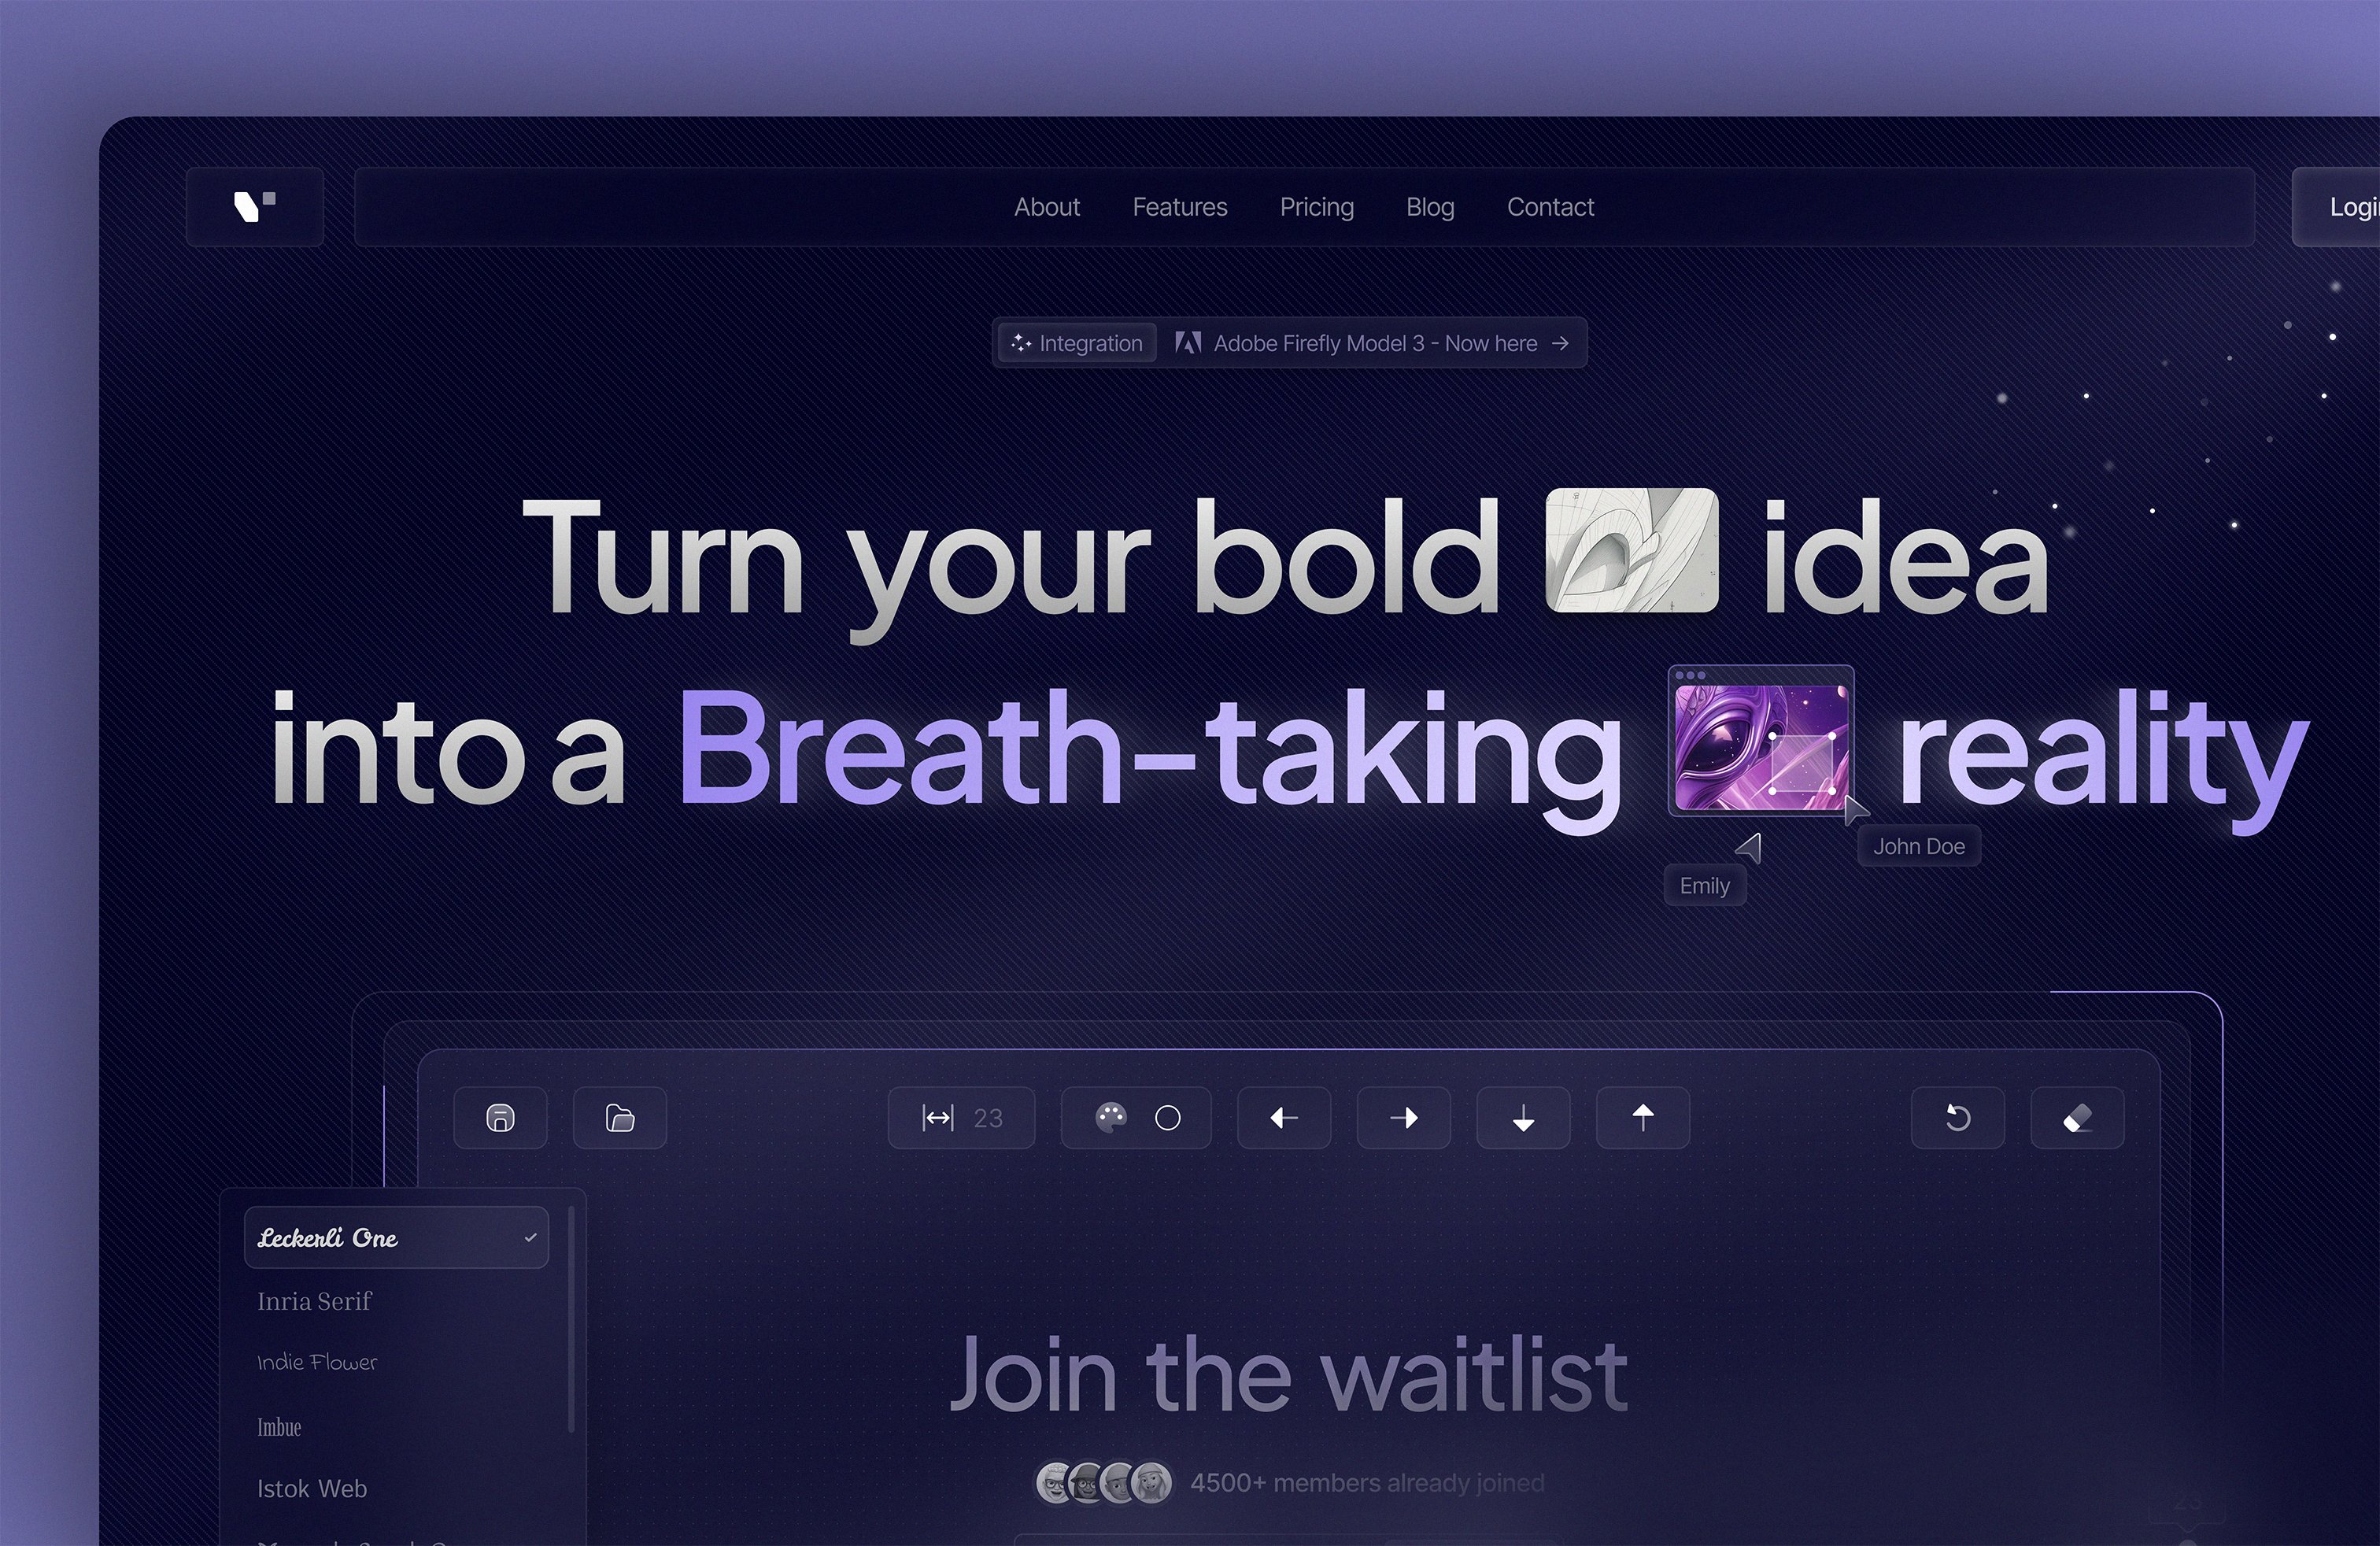 About Features Pricing Blog Contact
Integration Adobe Firefly Model 3 - Now here →
Turn your bold idea
into a Breath-taking reality
John Doe
Emily
23
Leckerli One
Inria Serif
Indie Flower
Imbue
Istok Web
Join the waitlist
4500+ members already joined
23